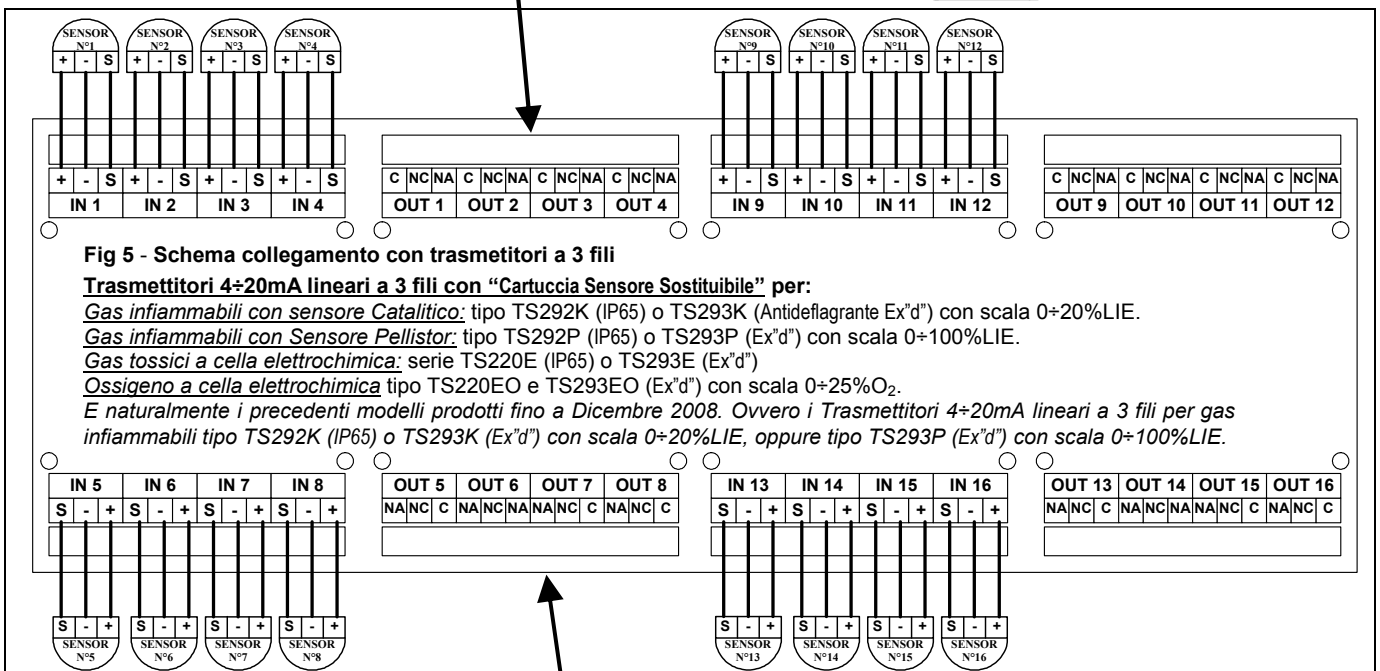 SENSOR SENSOR SENSOR SENSOR SENSOR SENSOR SENSOR SENSOR
N°1 N°2 N°3 N°4 N°9 N°10 N°11 N°12
+ - S + - S + - S + - S + - S + - S + - S + - S
+ - S + - S + - S + - S C NC NA C NC NA C NC NA C NC NA + - S + - S + - S + - S C NC NA C NC NA C NC NA C NC NA
IN 1 IN 2 IN 3 IN 4 OUT 1 OUT 2 OUT 3 OUT 4 IN 9 IN 10 IN 11 IN 12 OUT 9 OUT 10 OUT 11 OUT 12
Fig 5 - Schema collegamento con trasmetitori a 3 fili
Trasmettitori 4÷20mA lineari a 3 fili con “Cartuccia Sensore Sostituibile” per:
Gas infiammabili con sensore Catalitico: tipo TS292K (IP65) o TS293K (Antideflagrante Ex”d”) con scala 0÷20%LIE.
Gas infiammabili con Sensore Pellistor: tipo TS292P (IP65) o TS293P (Ex”d”) con scala 0÷100%LIE.
Gas tossici a cella elettrochimica: serie TS220E (IP65) o TS293E (Ex”d”)
Ossigeno a cella elettrochimica tipo TS220EO e TS293EO (Ex”d”) con scala 0÷25%O₂.
E naturalmente i precedenti modelli prodotti fino a Dicembre 2008. Ovvero i Trasmettitori 4÷20mA lineari a 3 fili per gas
infiammabili tipo TS292K (IP65) o TS293K (Ex”d”) con scala 0÷20%LIE, oppure tipo TS293P (Ex”d”) con scala 0÷100%LIE.
IN 5 IN 6 IN 7 IN 8 OUT 5 OUT 6 OUT 7 OUT 8 IN 13 IN 14 IN 15 IN 16 OUT 13 OUT 14 OUT 15 OUT 16
S - + S - + S - + S - + NA NC C NA NC NA NA NC C NA NC C S - + S - + S - + S - + NA NC C NA NC NA NA NC C NA NC C
S - + S - + S - + S - + S - + S - + S - + S - +
SENSOR SENSOR SENSOR SENSOR SENSOR SENSOR SENSOR SENSOR
N°5 N°6 N°7 N°8 N°13 N°14 N°15 N°16